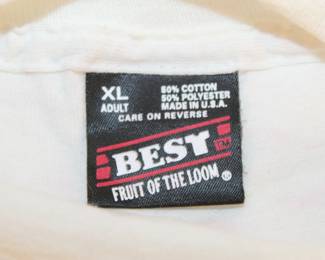 XL
ADULT
50% COTTON
50% POLYESTER
MADE IN U.S.A.
CARE ON REVERSE
BEST
TM
FRUIT OF THE LOOM ®